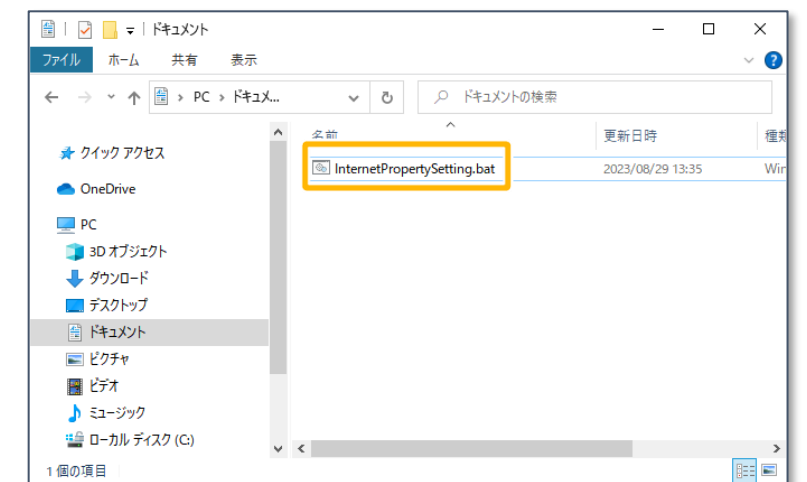 ドキュメント
ファイル ホーム 共有 表示
PC ドキュメ... ドキュメントの検索
名前 更新日時 種類
クイック アクセス
InternetPropertySetting.bat 2023/08/29 13:35 Win
OneDrive
PC
3D オブジェクト
ダウンロード
デスクトップ
ドキュメント
ピクチャ
ビデオ
ミュージック
ローカル ディスク (C:)
1 個の項目